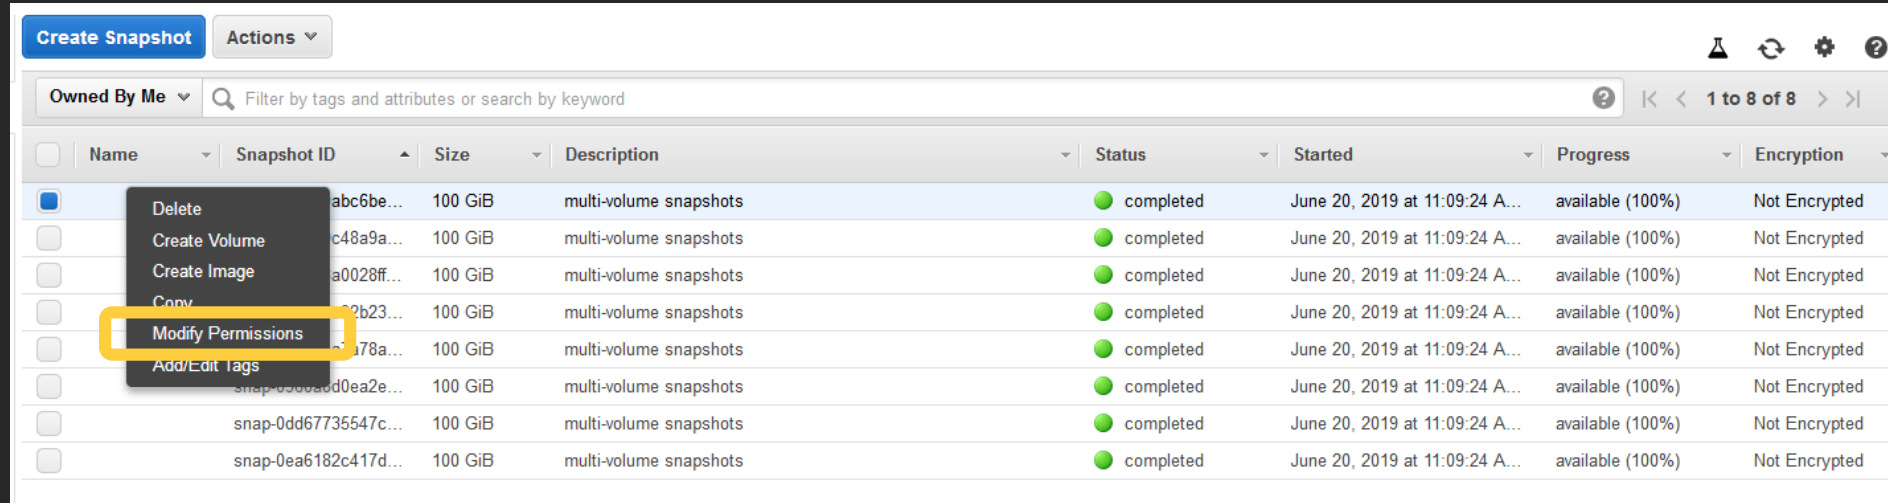 Create Snapshot Actions
Owned By Me Filter by tags and attributes or search by keyword 1 to 8 of 8
Name Snapshot ID Size Description Status Started Progress Encryption
abc6be... 100 GiB multi-volume snapshots completed June 20, 2019 at 11:09:24 A... available (100%) Not Encrypted
Delete
c48a9a... 100 GiB multi-volume snapshots completed June 20, 2019 at 11:09:24 A... available (100%) Not Encrypted
Create Volume
a0028ff... 100 GiB multi-volume snapshots completed June 20, 2019 at 11:09:24 A... available (100%) Not Encrypted
Create Image
Copy
2b23... 100 GiB multi-volume snapshots completed June 20, 2019 at 11:09:24 A... available (100%) Not Encrypted
Modify Permissions
a78a... 100 GiB multi-volume snapshots completed June 20, 2019 at 11:09:24 A... available (100%) Not Encrypted
Add/Edit Tags
d0ea2e... 100 GiB multi-volume snapshots completed June 20, 2019 at 11:09:24 A... available (100%) Not Encrypted
snap-0dd67735547c... 100 GiB multi-volume snapshots completed June 20, 2019 at 11:09:24 A... available (100%) Not Encrypted
snap-0ea6182c417d... 100 GiB multi-volume snapshots completed June 20, 2019 at 11:09:24 A... available (100%) Not Encrypted